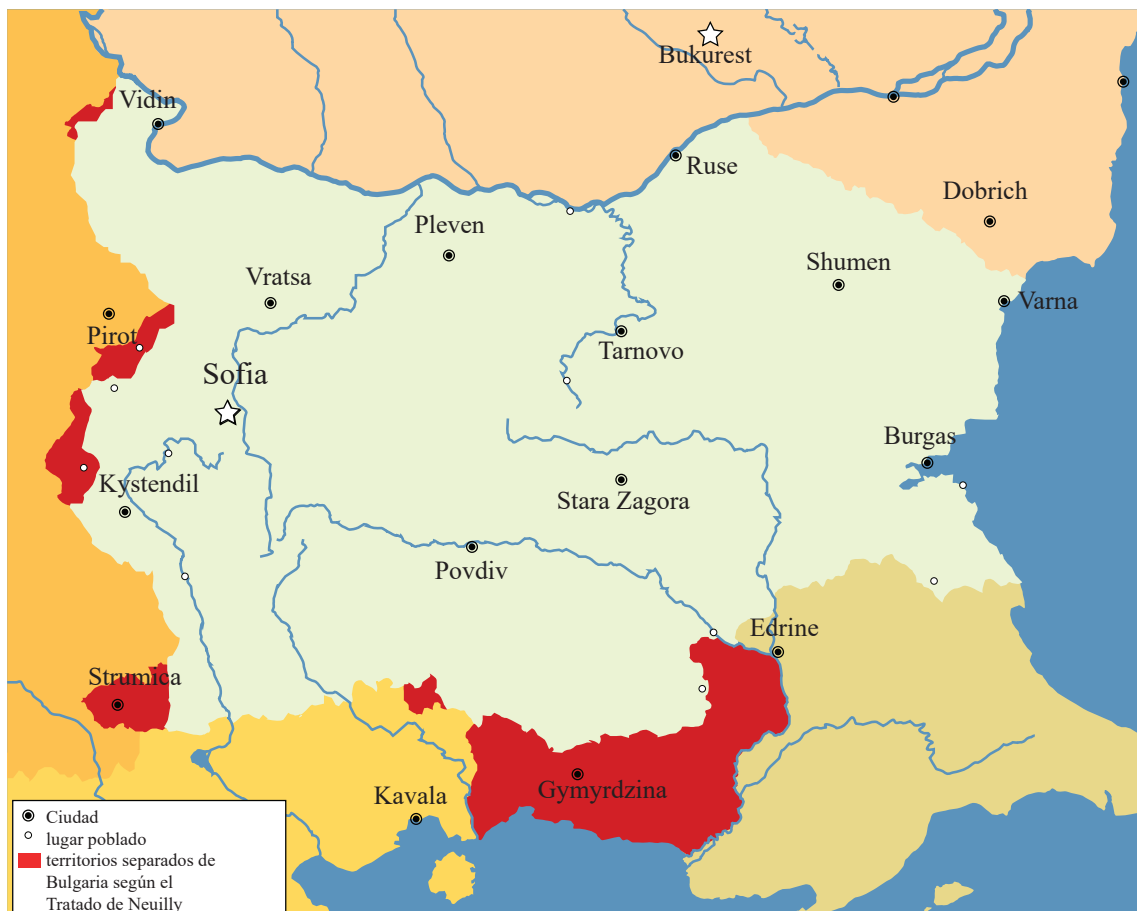 Bukurest
Vidin
Ruse
Dobrich
Pleven
Shumen
Vratsa
Varna
Pirot
Tarnovo
Sofia
Burgas
Kystendil
Stara Zagora
Povdiv
Edrine
Strumica
Gymyrdzina
Kavala
Ciudad
lugar poblado
territorios separados de
Bulgaria según el
Tratado de Neuilly